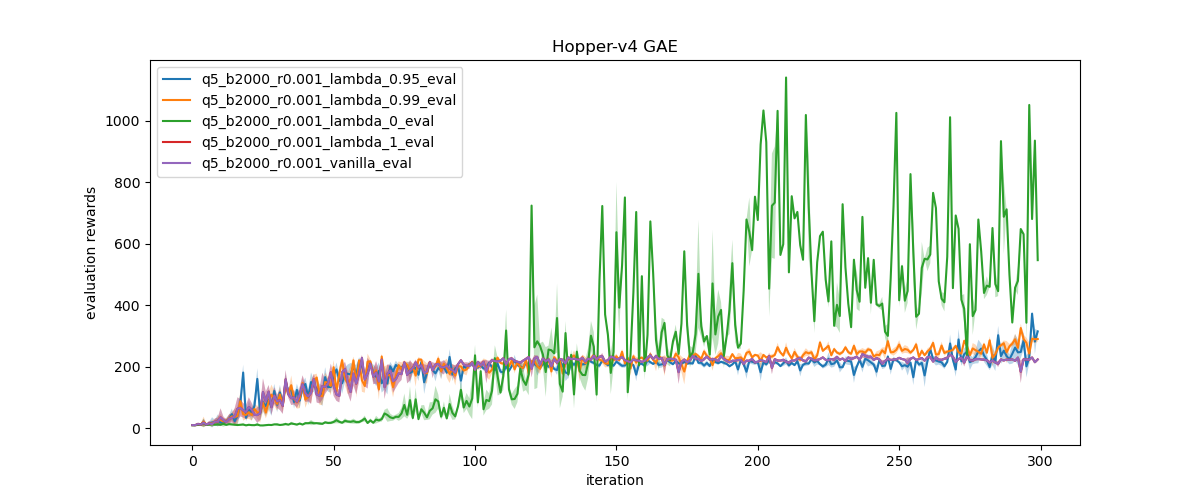 Hopper-v4 GAE
q5_b2000_r0.001_lambda_0.95_eval
q5_b2000_r0.001_lambda_0.99_eval
q5_b2000_r0.001_lambda_0_eval
q5_b2000_r0.001_lambda_1_eval
q5_b2000_r0.001_vanilla_eval
evaluation rewards
1000
800
600
400
200
0
0 50 100 150 200 250 300
iteration